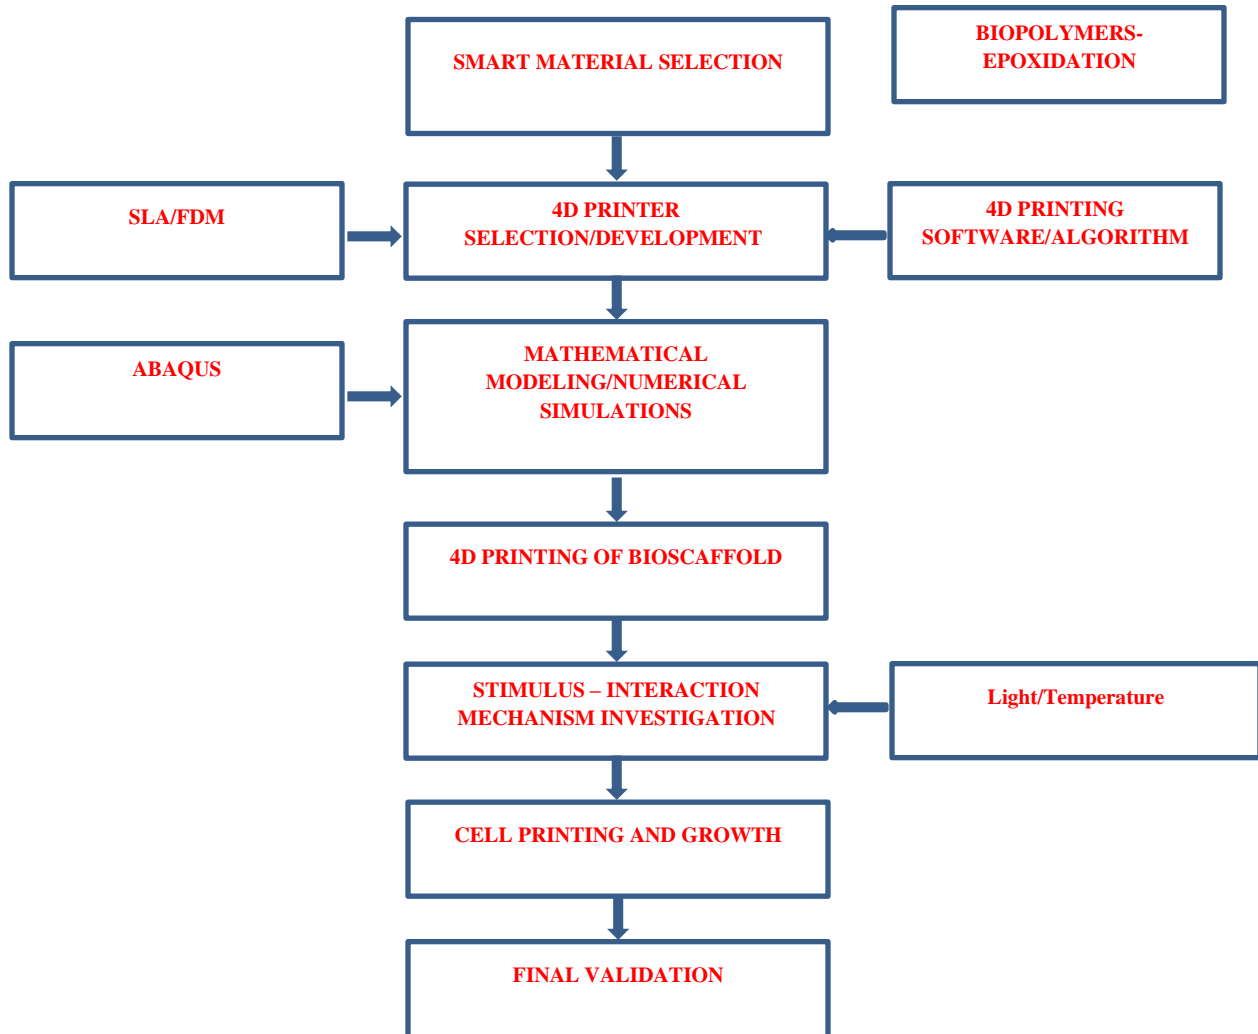 SMART MATERIAL SELECTION
BIOPOLYMERS-
EPOXIDATION
SLA/FDM
4D PRINTER
SELECTION/DEVELOPMENT
4D PRINTING
SOFTWARE/ALGORITHM
ABAQUS
MATHEMATICAL
MODELING/NUMERICAL
SIMULATIONS
4D PRINTING OF BIOSCAFFOLD
STIMULUS – INTERACTION
MECHANISM INVESTIGATION
Light/Temperature
CELL PRINTING AND GROWTH
FINAL VALIDATION